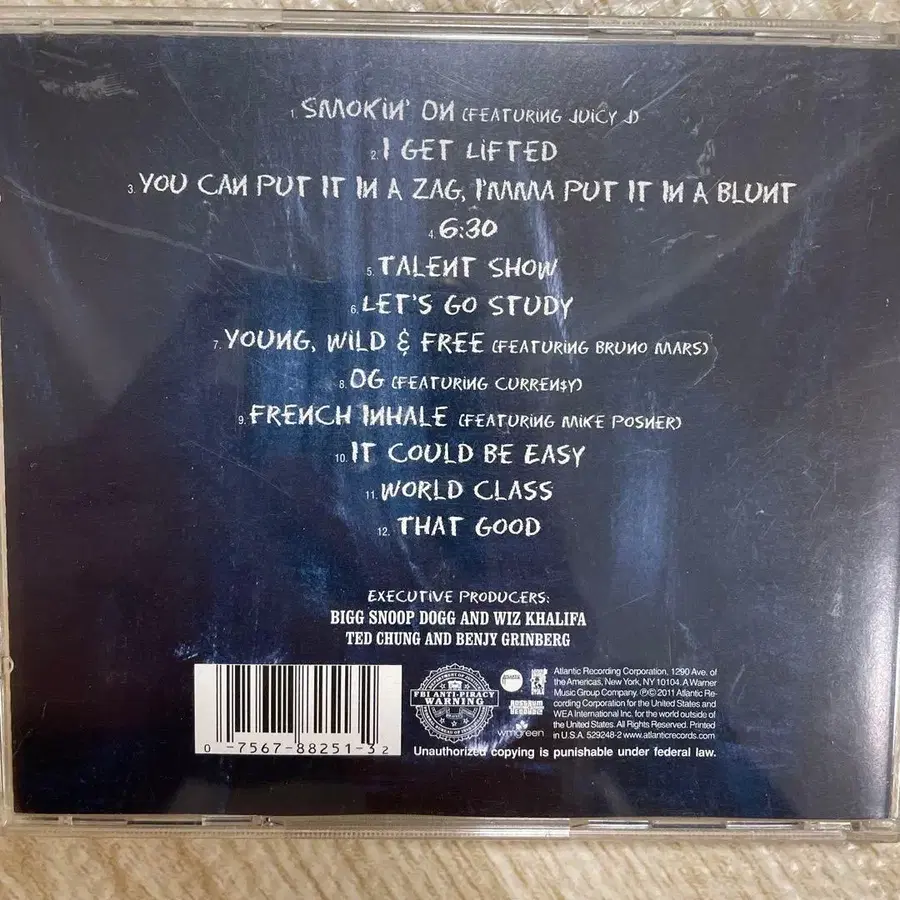 1. SMOKIN' ON (FEATURING JUICY J)
2. I GET LIFTED
3. YOU CAN PUT IT IN A ZAG, I'MMA PUT IT IN A BLUNT
4. 6:30
5. TALENT SHOW
6. LET'S GO STUDY
7. YOUNG, WILD & FREE (FEATURING BRUNO MARS)
8. OG (FEATURING CURREN$Y)
9. FRENCH INHALE (FEATURING MIKE POSNER)
10. IT COULD BE EASY
11. WORLD CLASS
12. THAT GOOD
EXECUTIVE PRODUCERS:
BIGG SNOOP DOGG AND WIZ KHALIFA
TED CHUNG AND BENJY GRINBERG
0 -7567-88251-3 2
FBI ANTI-PIRACY
WARNING
ROSTRUM
RECORDS
wmgreen
Atlantic Recording Corporation, 1290 Ave. of
the Americas, New York, NY 10104. A Warner
Music Group Company. ℗© 2011 Atlantic Re-
cording Corporation for the United States and
WEA International Inc. for the world outside of
the United States. All Rights Reserved. Printed
in U.S.A. 529248-2 www.atlanticrecords.com
Unauthorized copying is punishable under federal law.